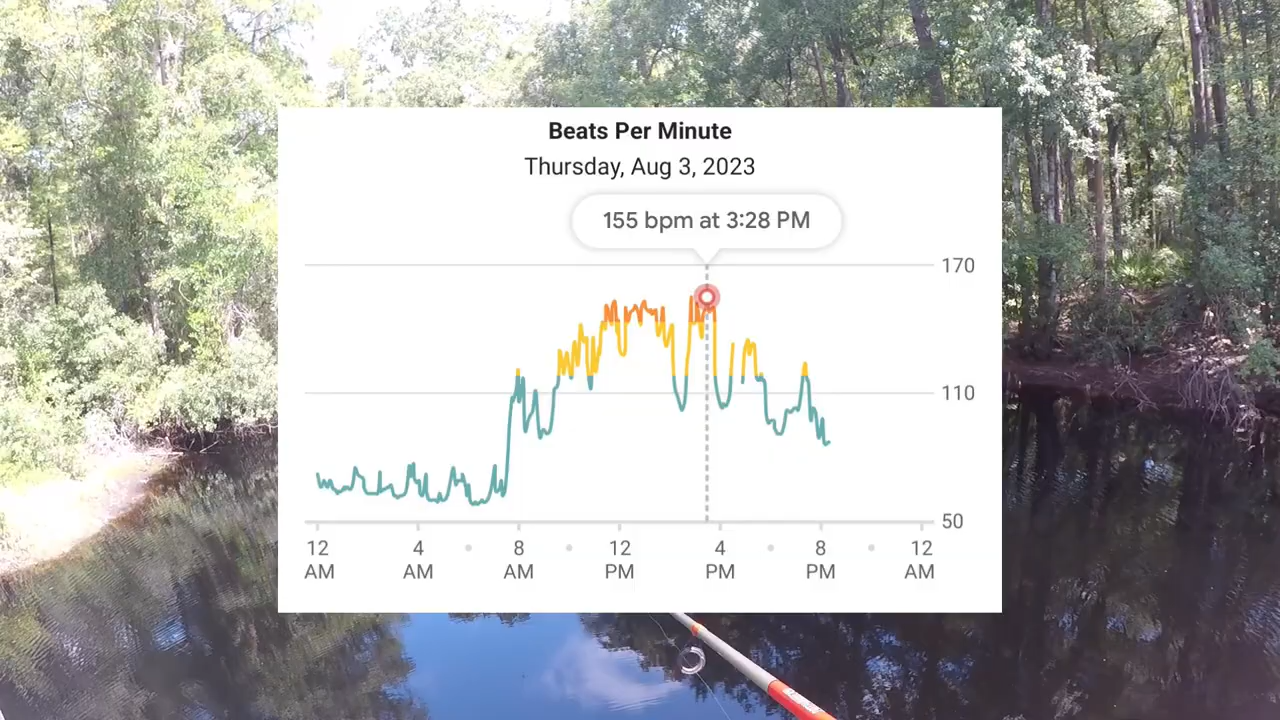 Beats Per Minute
Thursday, Aug 3, 2023
155 bpm at 3:28 PM
170
110
50
12 4 8 12 4 8 12
AM AM AM PM PM PM AM